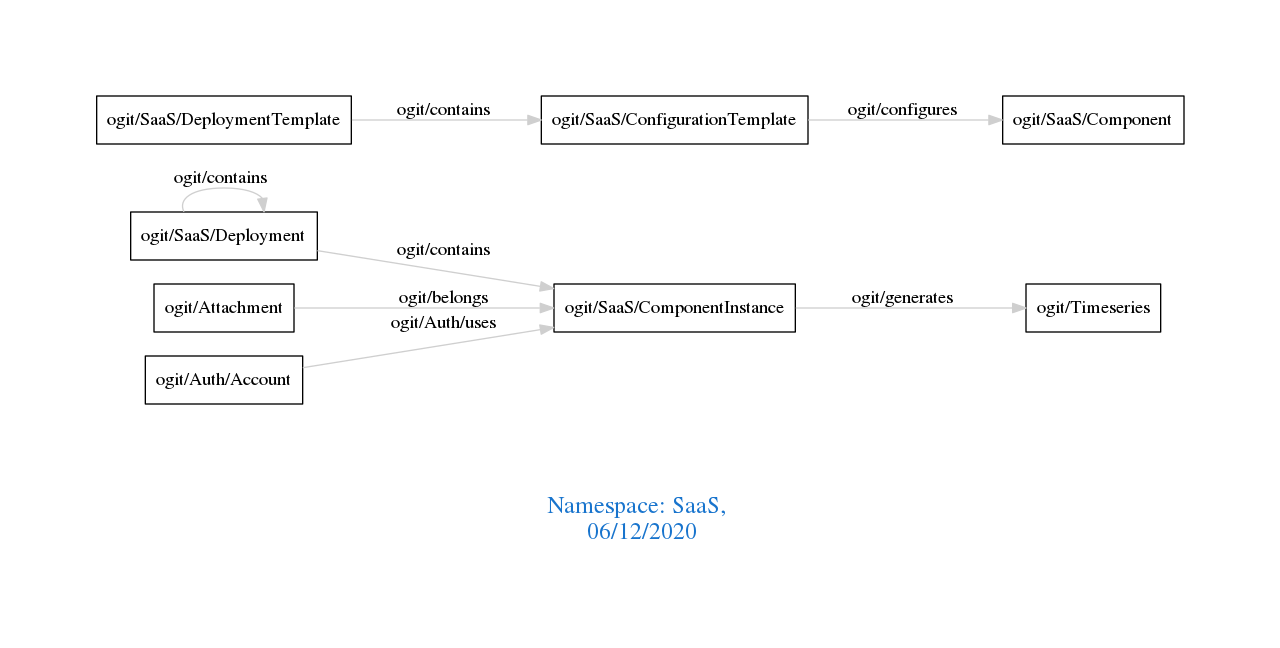 ogit/SaaS/DeploymentTemplate
ogit/contains
ogit/SaaS/ConfigurationTemplate
ogit/configures
ogit/SaaS/Component
ogit/contains
ogit/SaaS/Deployment
ogit/contains
ogit/Attachment
ogit/belongs
ogit/SaaS/ComponentInstance
ogit/generates
ogit/Timeseries
ogit/Auth/uses
ogit/Auth/Account
Namespace: SaaS,
06/12/2020